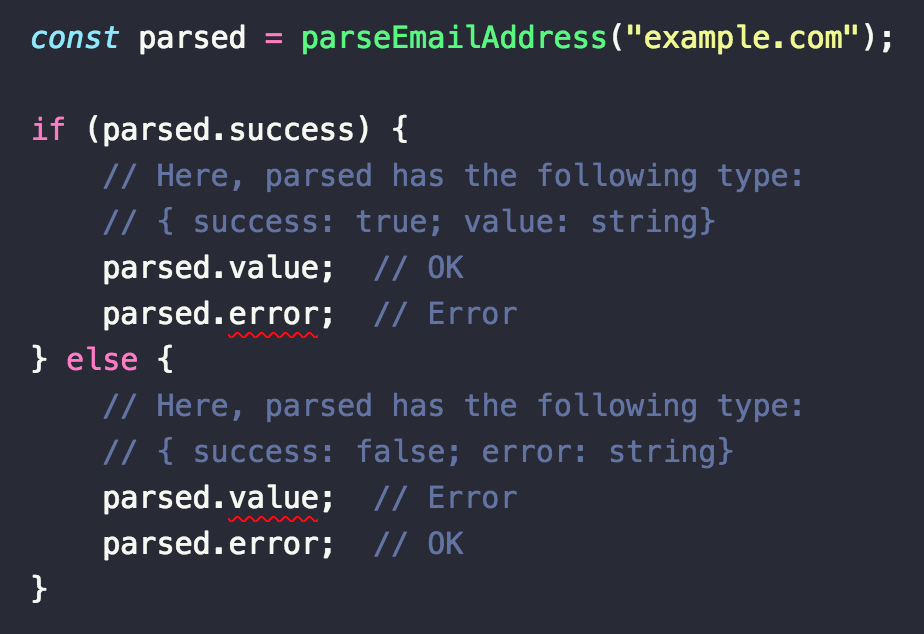 const parsed = parseEmailAddress("example.com");
if (parsed.success) {
// Here, parsed has the following type:
// { success: true; value: string}
parsed.value;  // OK
parsed.error;  // Error
} else {
// Here, parsed has the following type:
// { success: false; error: string}
parsed.value;  // Error
parsed.error;  // OK
}